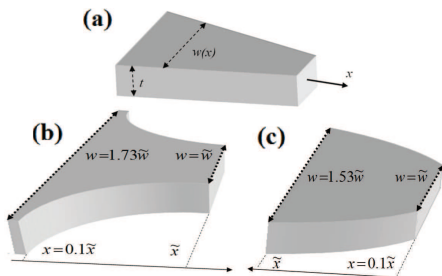 (a)
w(x)
t
x
(b)
(c)
w=1.73w̃
w=w̃
w=1.53w̃
w=w̃
x=0.1x̃
x̃
x̃
x=0.1x̃